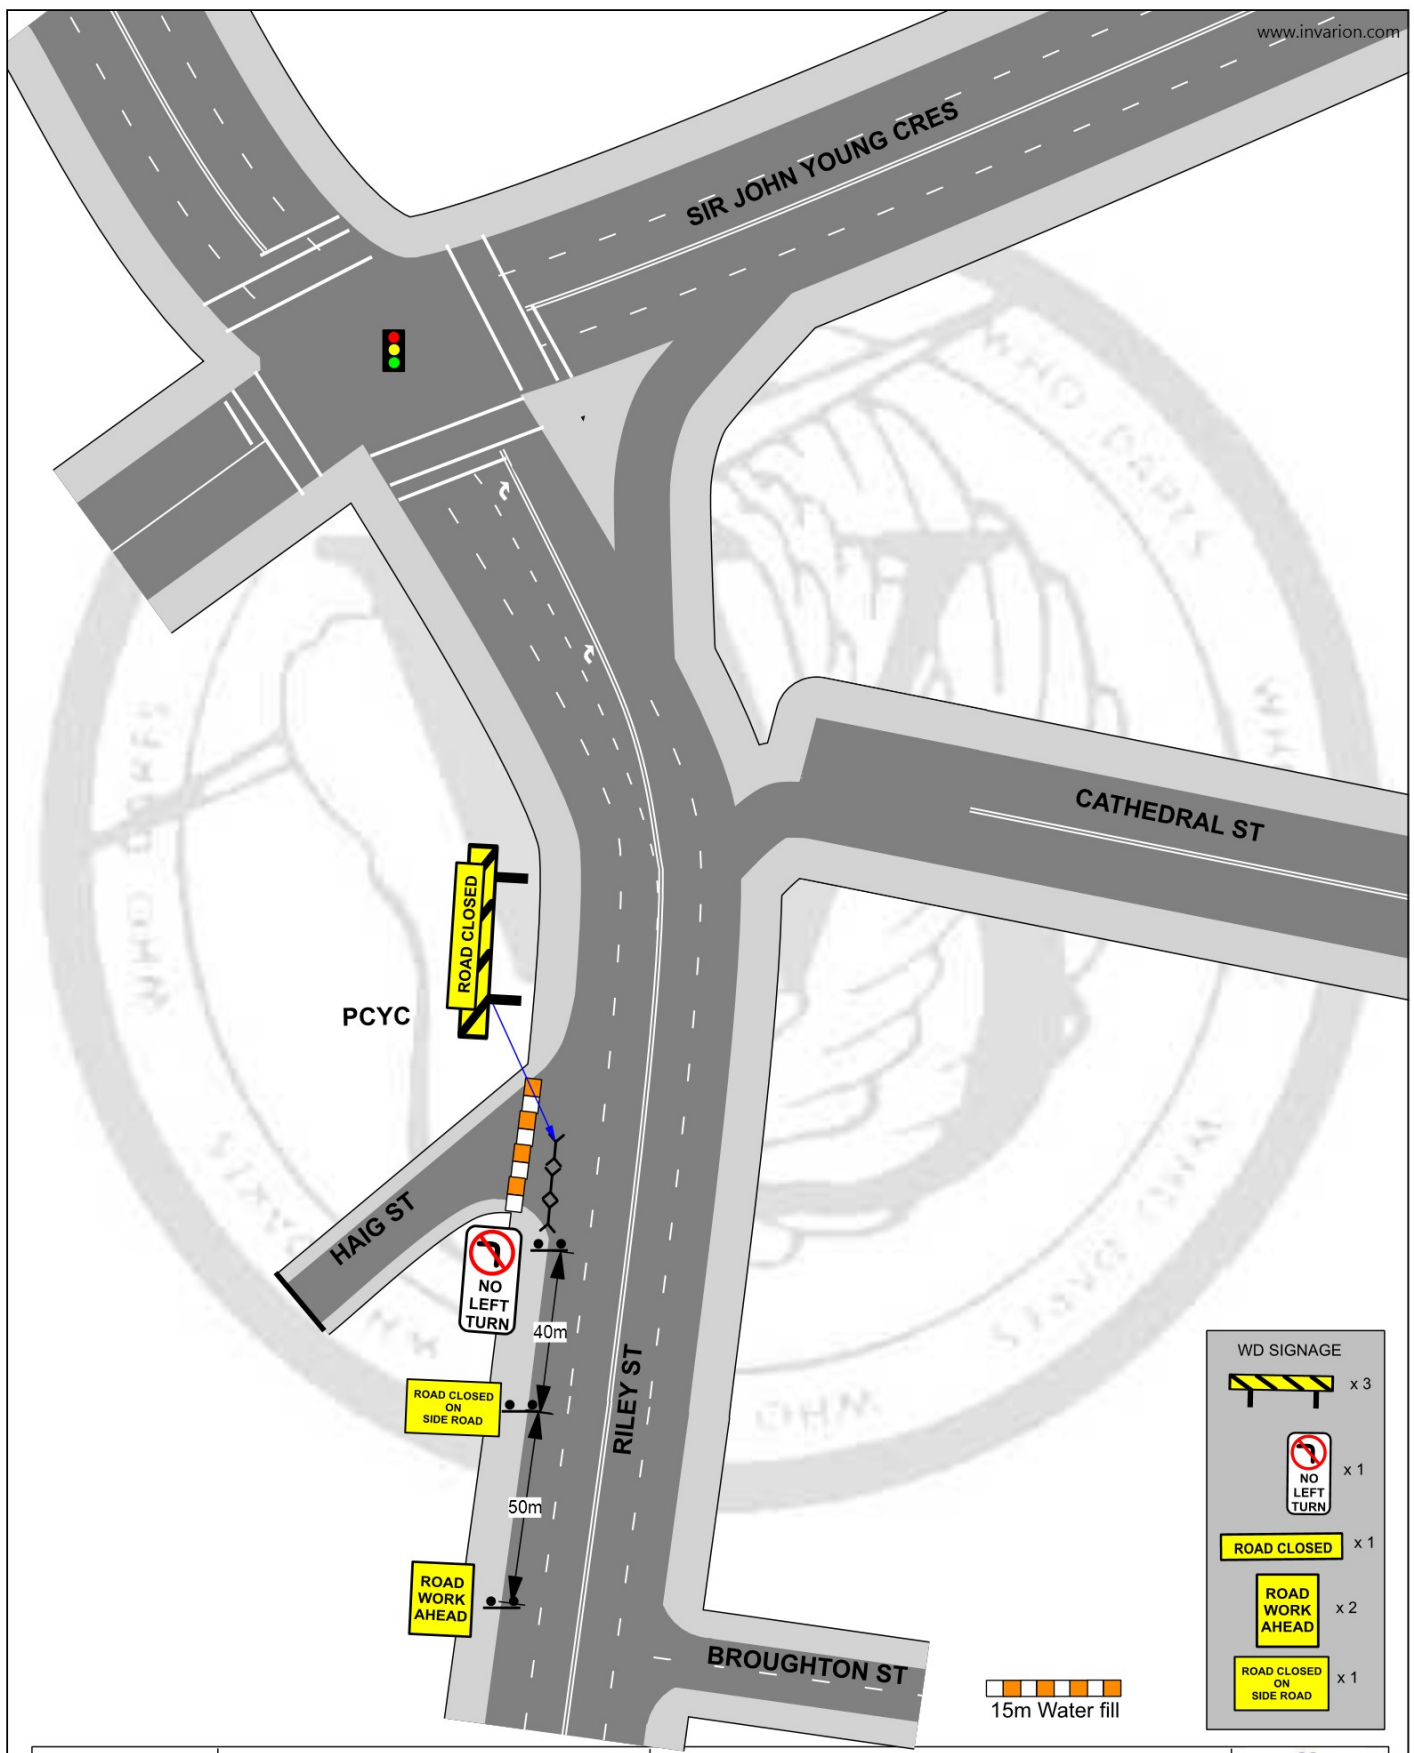 www.invarion.com
SIR JOHN YOUNG CRES
WHO DARES
CATHEDRAL ST
ROAD CLOSED
PCYC
HAIG ST
NO
LEFT
TURN
40m
ROAD CLOSED
ON
SIDE ROAD
RILEY ST
50m
ROAD
WORK
AHEAD
BROUGHTON ST
15m Water fill
WD SIGNAGE
x 3
NO
LEFT
TURN
x 1
ROAD CLOSED
x 1
ROAD
WORK
AHEAD
x 2
ROAD CLOSED
ON
SIDE ROAD
x 1